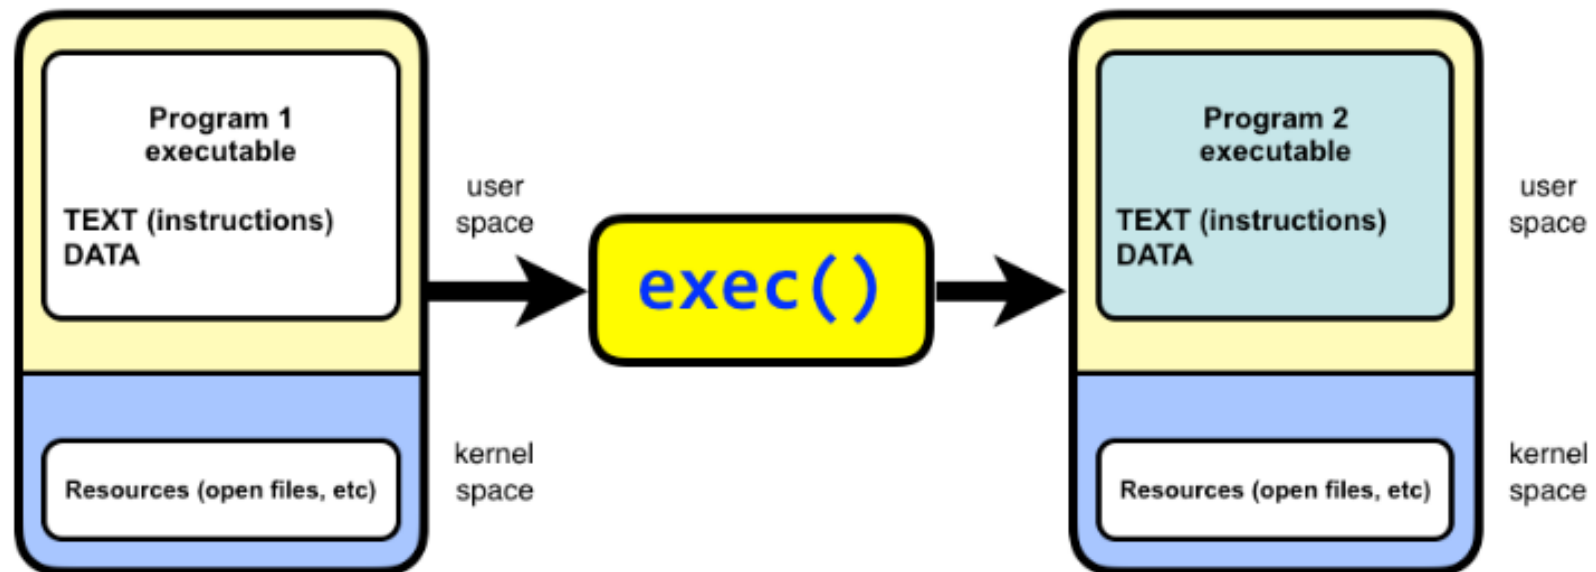 Program 1
executable
TEXT (instructions)
DATA
user
space
kernel
space
Resources (open files, etc)
exec()
Program 2
executable
TEXT (instructions)
DATA
user
space
kernel
space
Resources (open files, etc)